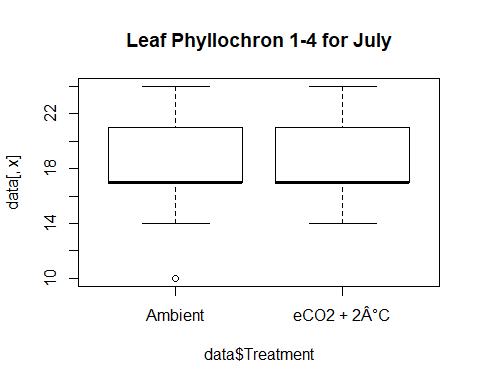 Leaf Phyllochron 1-4 for July
data[, x]
22
18
14
10
Ambient eCO2 + 2Â°C
data$Treatment